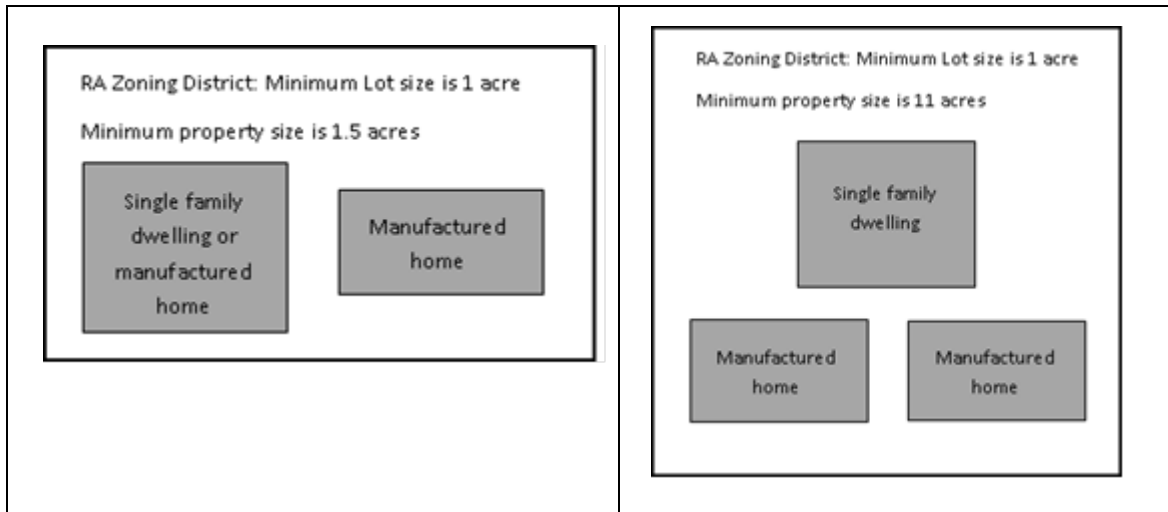 RA Zoning District: Minimum Lot size is 1 acre
Minimum property size is 1.5 acres
Single family
dwelling or
manufactured
home
Manufactured
home
RA Zoning District: Minimum Lot size is 1 acre
Minimum property size is 11 acres
Single family
dwelling
Manufactured
home
Manufactured
home